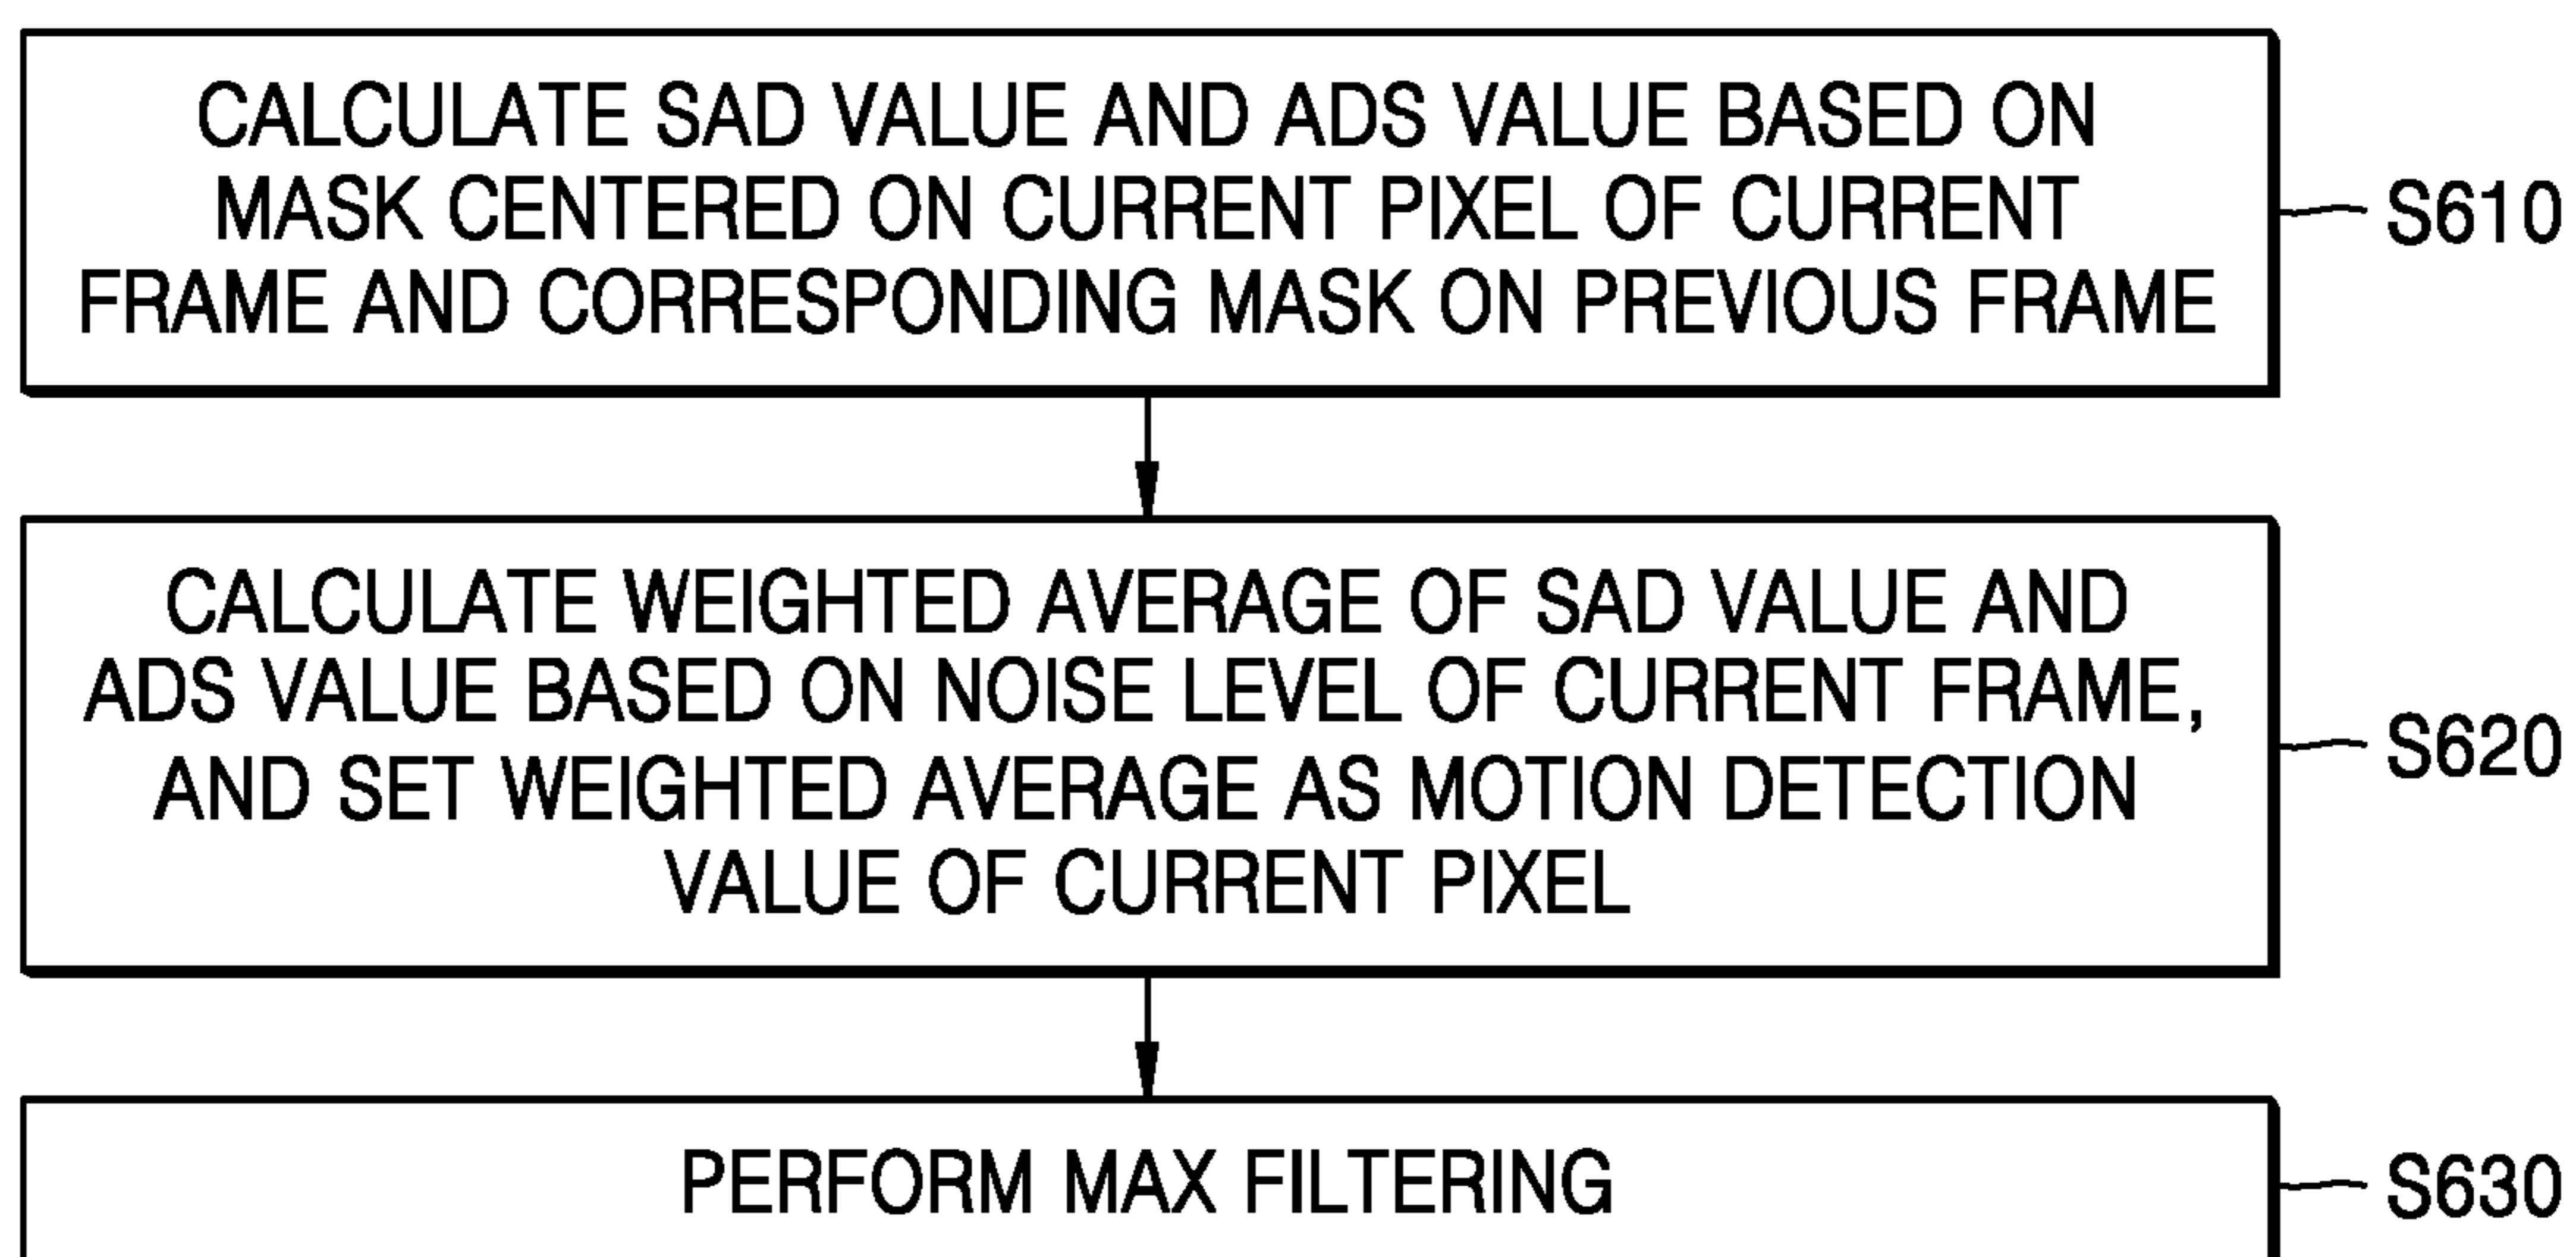 CALCULATE SAD VALUE AND ADS VALUE BASED ON
MASK CENTERED ON CURRENT PIXEL OF CURRENT
FRAME AND CORRESPONDING MASK ON PREVIOUS FRAME
S610
CALCULATE WEIGHTED AVERAGE OF SAD VALUE AND
ADS VALUE BASED ON NOISE LEVEL OF CURRENT FRAME,
AND SET WEIGHTED AVERAGE AS MOTION DETECTION
VALUE OF CURRENT PIXEL
S620
PERFORM MAX FILTERING
S630